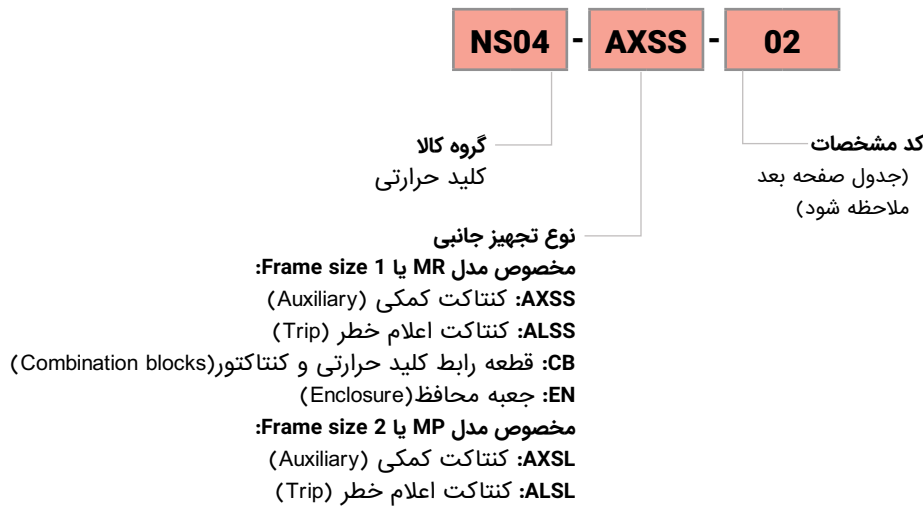 NS04 - AXSS - 02
گروه کالا
کلید حرارتی
کد مشخصات
(جدول صفحه بعد
ملاحظه شود)
نوع تجهیز جانبی
مخصوص مدل MR یا Frame size 1:
AXSS: کنتاکت کمکی (Auxiliary)
ALSS: کنتاکت اعلام خطر (Trip)
CB: قطعه رابط کلید حرارتی و کنتاکتور(Combination blocks)
EN: جعبه محافظ(Enclosure)
مخصوص مدل MP یا Frame size 2:
AXSL: کنتاکت کمکی (Auxiliary)
ALSL: کنتاکت اعلام خطر (Trip)